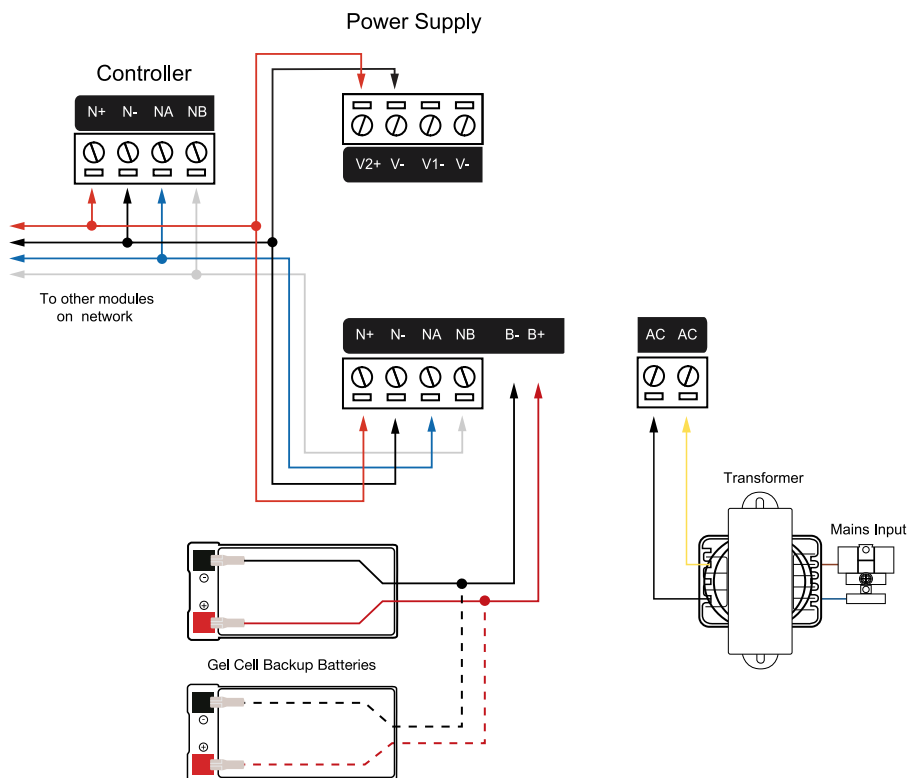 Power Supply
Controller
N+ N- NA NB
V2+ V- V1- V-
To other modules
on network
N+ N- NA NB B- B+
AC AC
Transformer
Mains Input
Gel Cell Backup Batteries